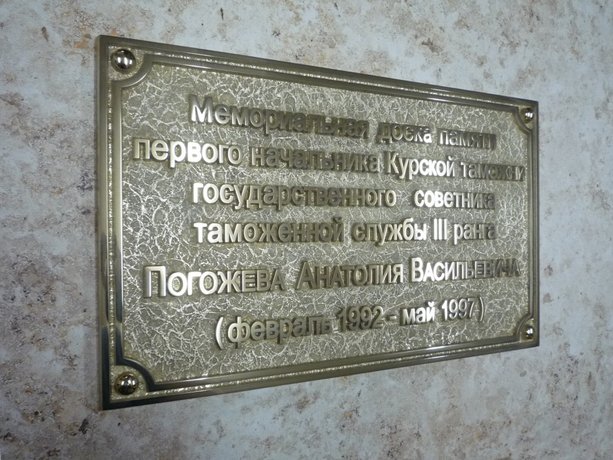 Мемориальная доска памяти
первого начальника Курской таможни
государственного советника
таможенной службы III ранга
Погожева Анатолия Васильевича
(февраль 1992 - май 1997)